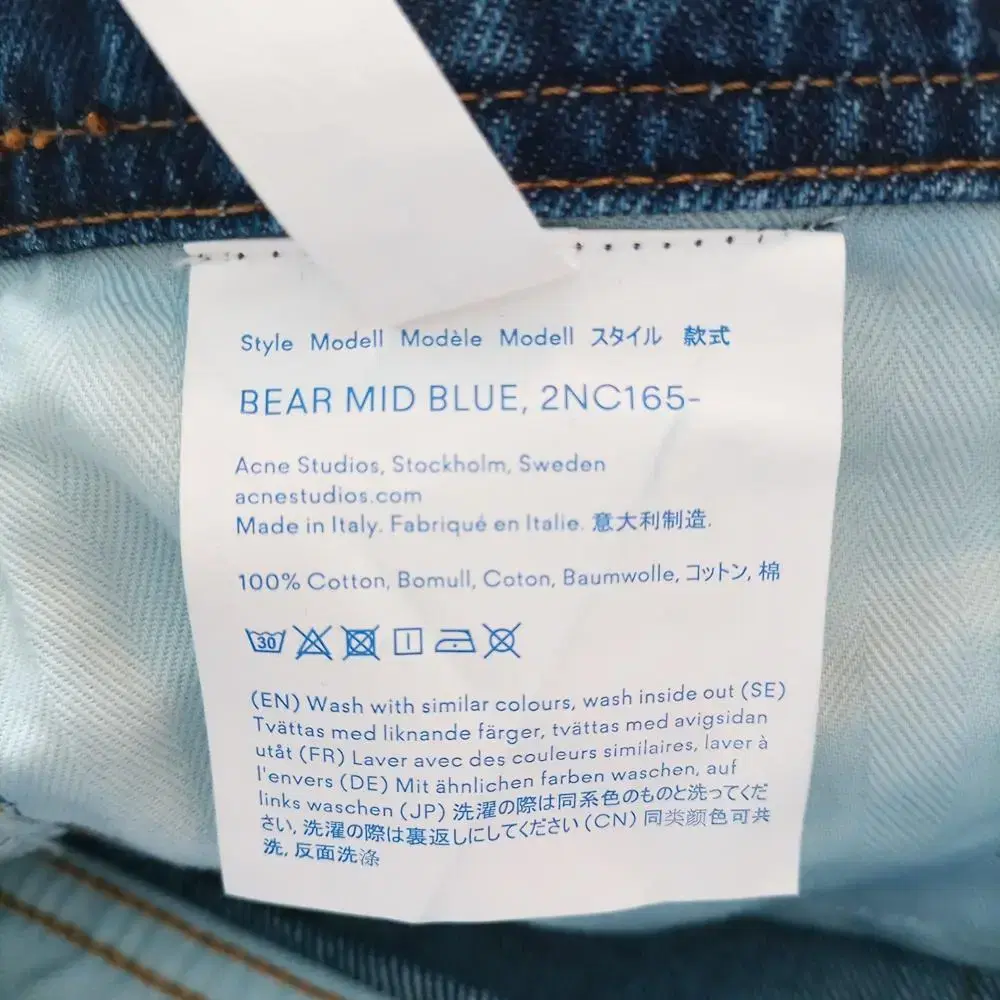 Style Modell Modèle Modell スタイル 款式
BEAR MID BLUE, 2NC165-
Acne Studios, Stockholm, Sweden
acnestudios.com
Made in Italy. Fabriqué en Italie. 意大利制造.
100% Cotton, Bomull, Coton, Baumwolle, コットン, 棉
30
(EN) Wash with similar colours, wash inside out (SE)
Tvättas med liknande färger, tvättas med avigsidan
utåt (FR) Laver avec des couleurs similaires, laver à
l'envers (DE) Mit ähnlichen farben waschen, auf
links waschen (JP) 洗濯の際は同系色のものと洗ってくだ
さい, 洗濯の際は裏返しにしてください (CN) 同类颜色可共
洗, 反面洗涤